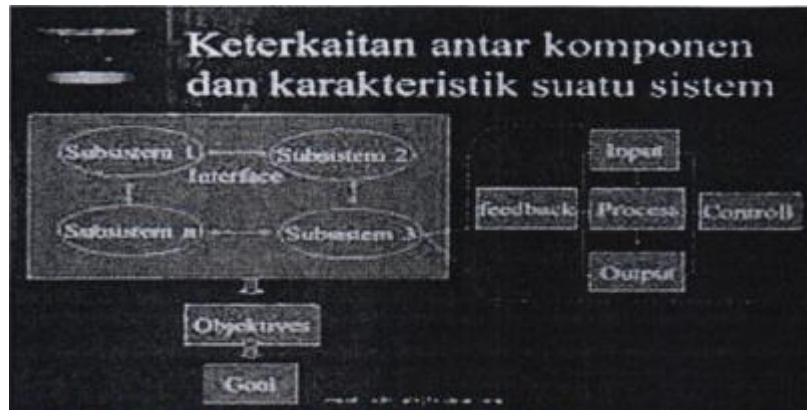 Keterkaitan antar komponen
dan karakteristik suatu sistem
Subsistem 1
Subsistem 2
Interface
Subsistem n
Subsistem 3
Input
feedback
Process
Controll
Output
Objektives
Goal